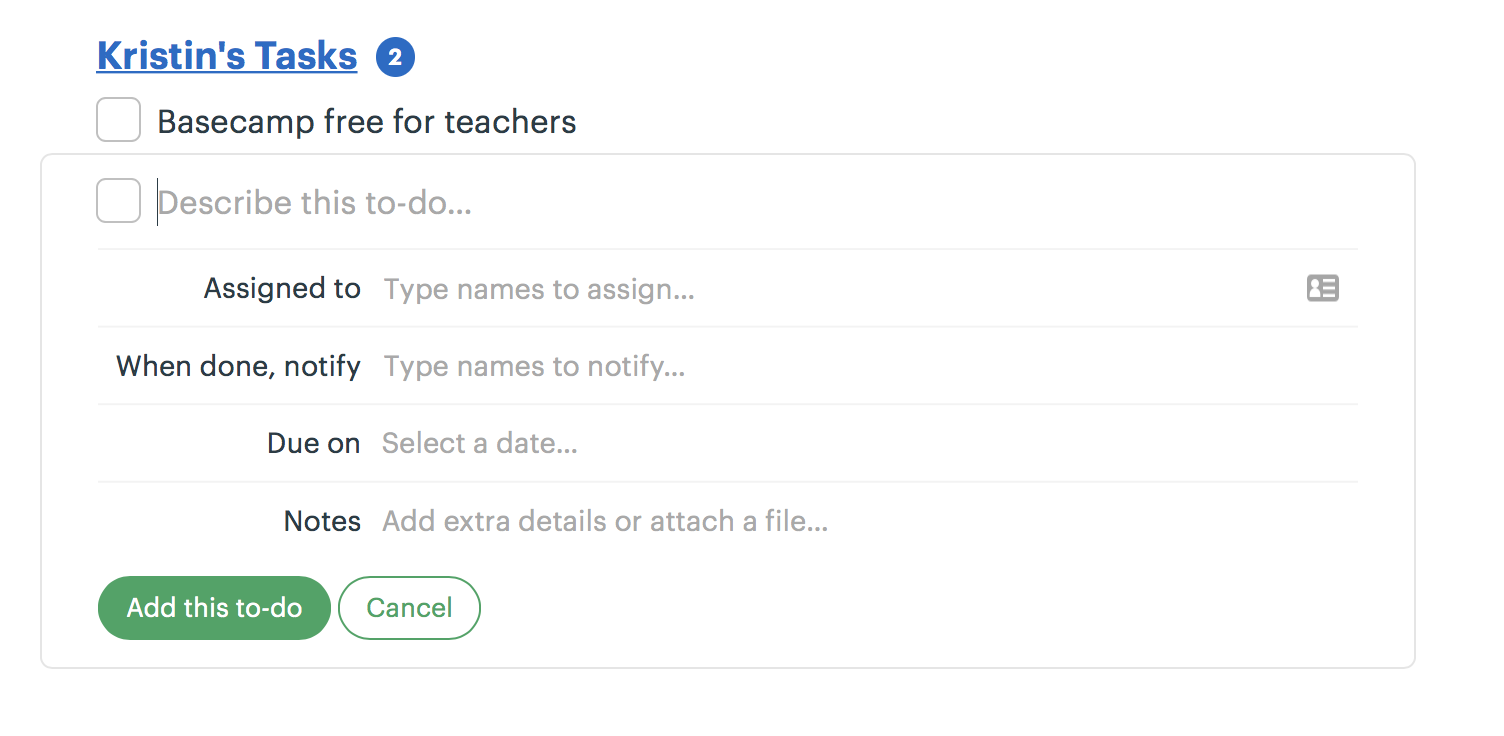 Kristin's Tasks 2
Basecamp free for teachers
Describe this to-do...
Assigned to Type names to assign...
When done, notify Type names to notify...
Due on Select a date...
Notes Add extra details or attach a file...
Add this to-do Cancel